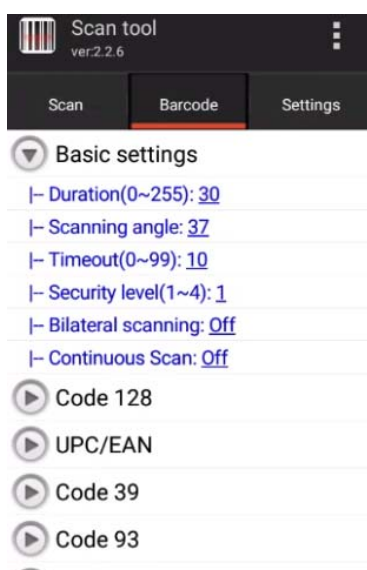 Scan tool
ver:2.2.6
Scan Barcode Settings
Basic settings
|-- Duration(0~255): 30
|-- Scanning angle: 37
|-- Timeout(0~99): 10
|-- Security level(1~4): 1
|-- Bilateral scanning: Off
|-- Continuous Scan: Off
Code 128
UPC/EAN
Code 39
Code 93